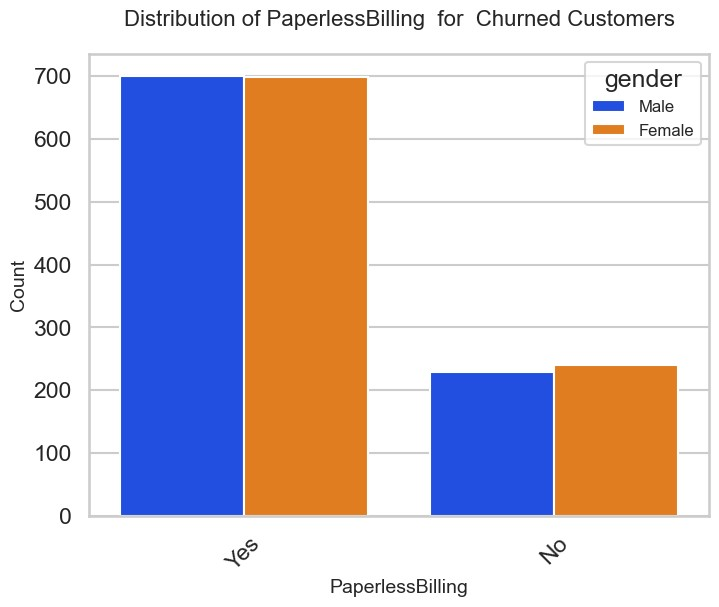 Distribution of PaperlessBilling  for  Churned Customers
gender
Male
Female
700
600
500
400
300
200
100
0
Count
Yes
No
PaperlessBilling